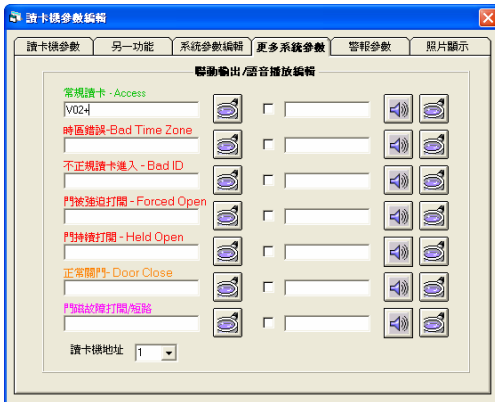 讀卡機參數編輯
讀卡機參數 另一功能 系統參數編輯 更多系統參數 警報參數 照片顯示
聯動輸出/語音播放編輯
常規讀卡 - Access
V02+
時區錯誤-Bad Time Zone
不正規讀卡進入 - Bad ID
門被強迫打開 - Forced Open
門持續打開 - Held Open
正常關門- Door Close
門磁故障打開/短路
讀卡機地址 1